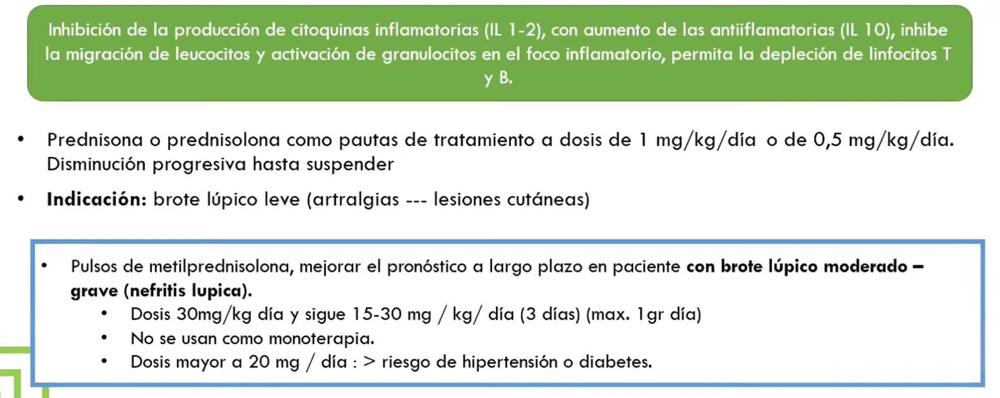 Inhibición de la producción de citoquinas inflamatorias (IL 1-2), con aumento de las antiiflamatorias (IL 10), inhibe
la migración de leucocitos y activación de granulocitos en el foco inflamatorio, permita la depleción de linfocitos T
y B.
• Prednisona o prednisolona como pautas de tratamiento a dosis de 1 mg/kg/día o de 0,5 mg/kg/día.
Disminución progresiva hasta suspender
• Indicación: brote lúpico leve (artralgias --- lesiones cutáneas)
• Pulsos de metilprednisolona, mejorar el pronóstico a largo plazo en paciente con brote lúpico moderado –
grave (nefritis lupica).
• Dosis 30mg/kg día y sigue 15-30 mg / kg/ día (3 días) (max. 1gr día)
• No se usan como monoterapia.
• Dosis mayor a 20 mg / día : > riesgo de hipertensión o diabetes.